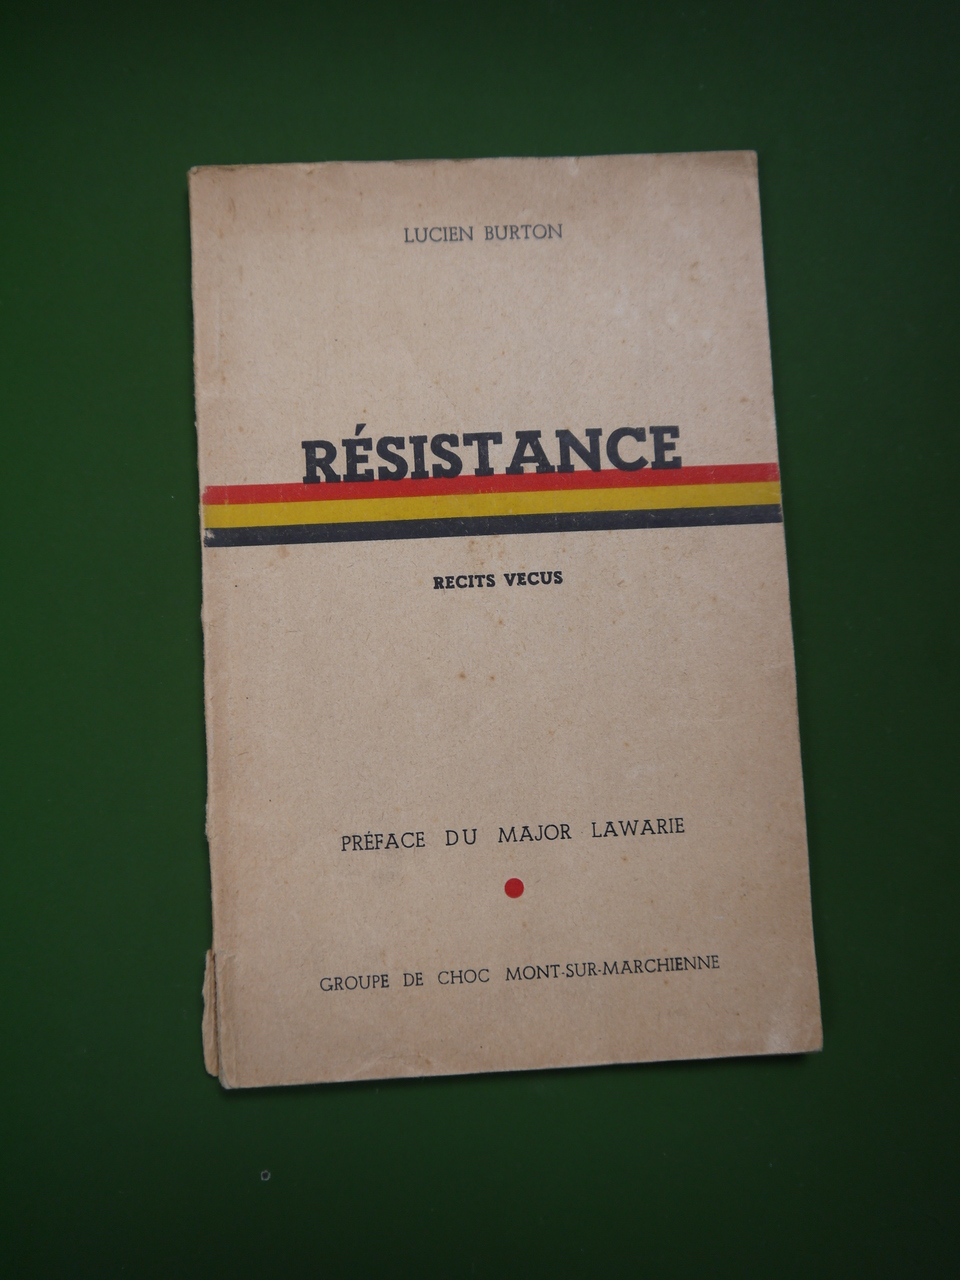 LUCIEN BURTON
RÉSISTANCE
RECITS VECUS
PRÉFACE DU MAJOR LAWARIE
GROUPE DE CHOC MONT-SUR-MARCHIENNE